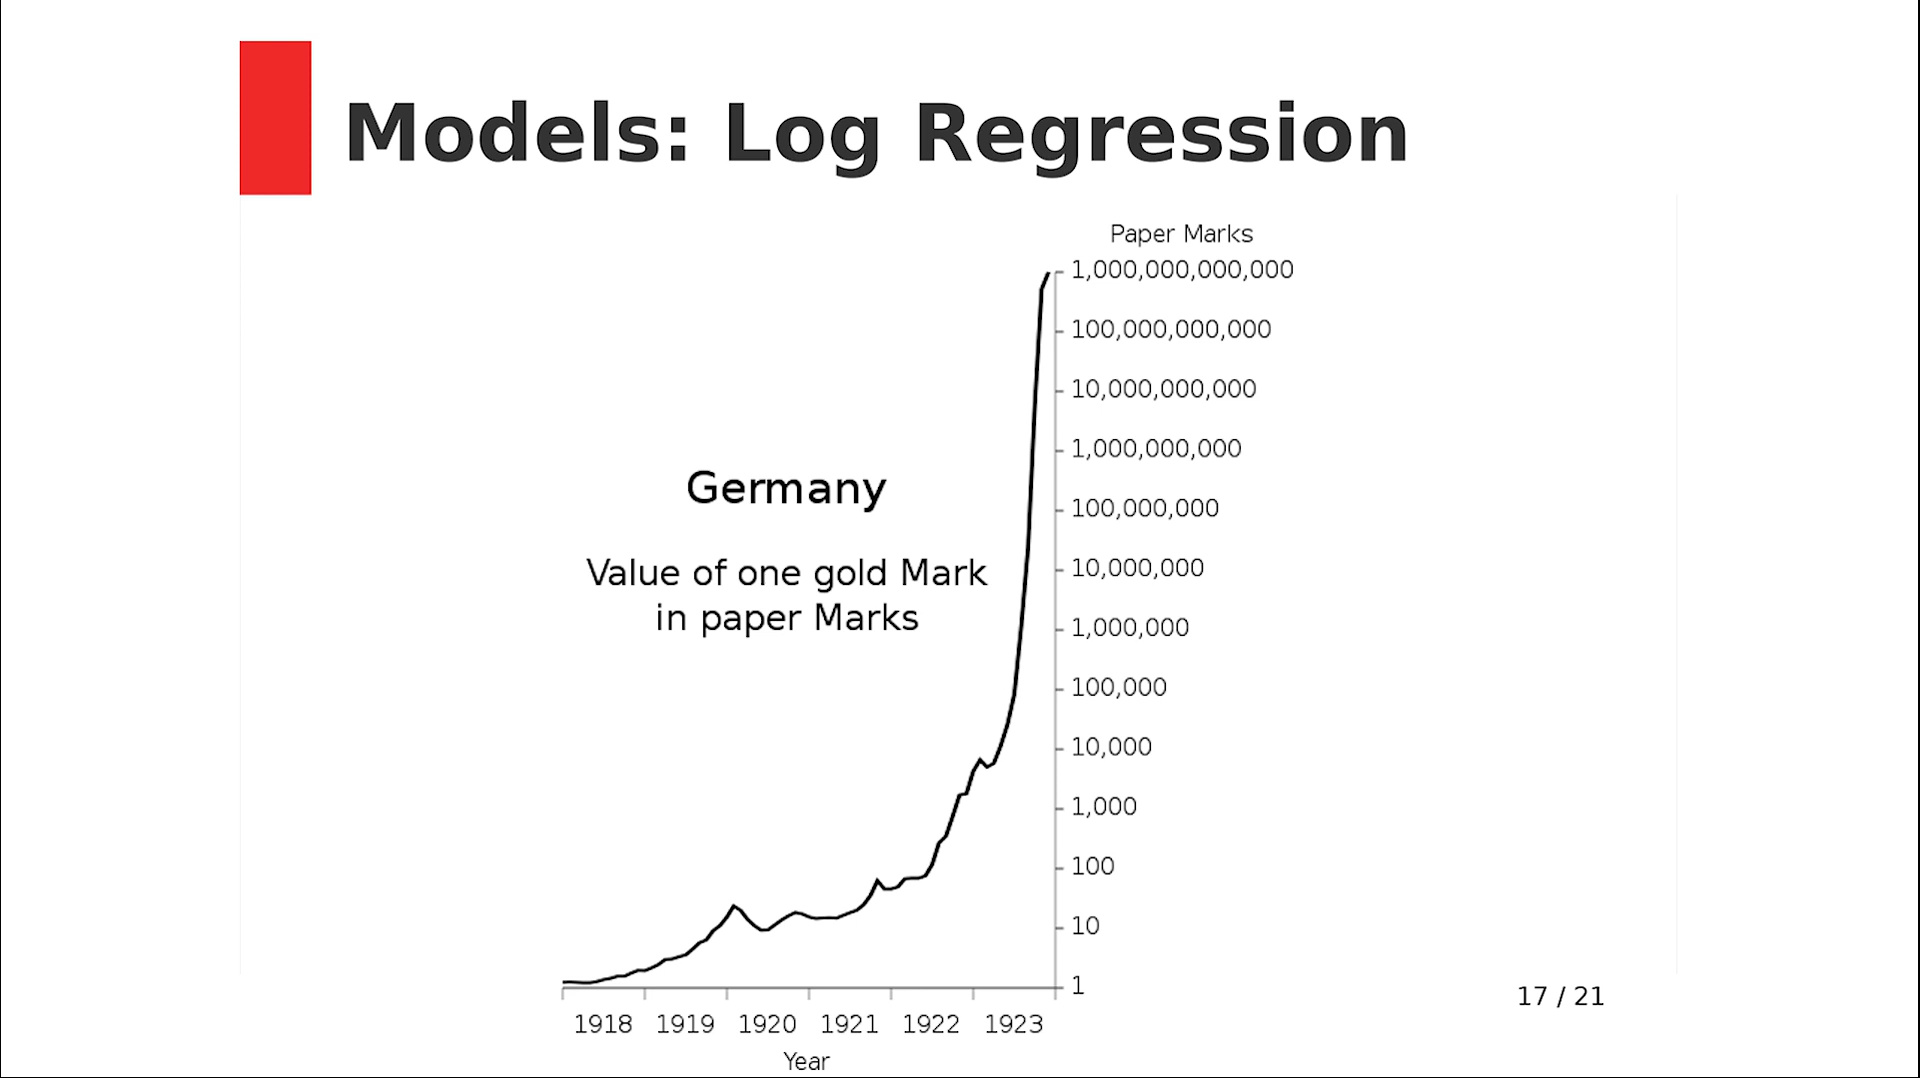 Models: Log Regression
Paper Marks
1,000,000,000,000
100,000,000,000
10,000,000,000
1,000,000,000
100,000,000
10,000,000
1,000,000
100,000
10,000
1,000
100
10
1
Germany
Value of one gold Mark
in paper Marks
1918 1919 1920 1921 1922 1923
Year
17 / 21